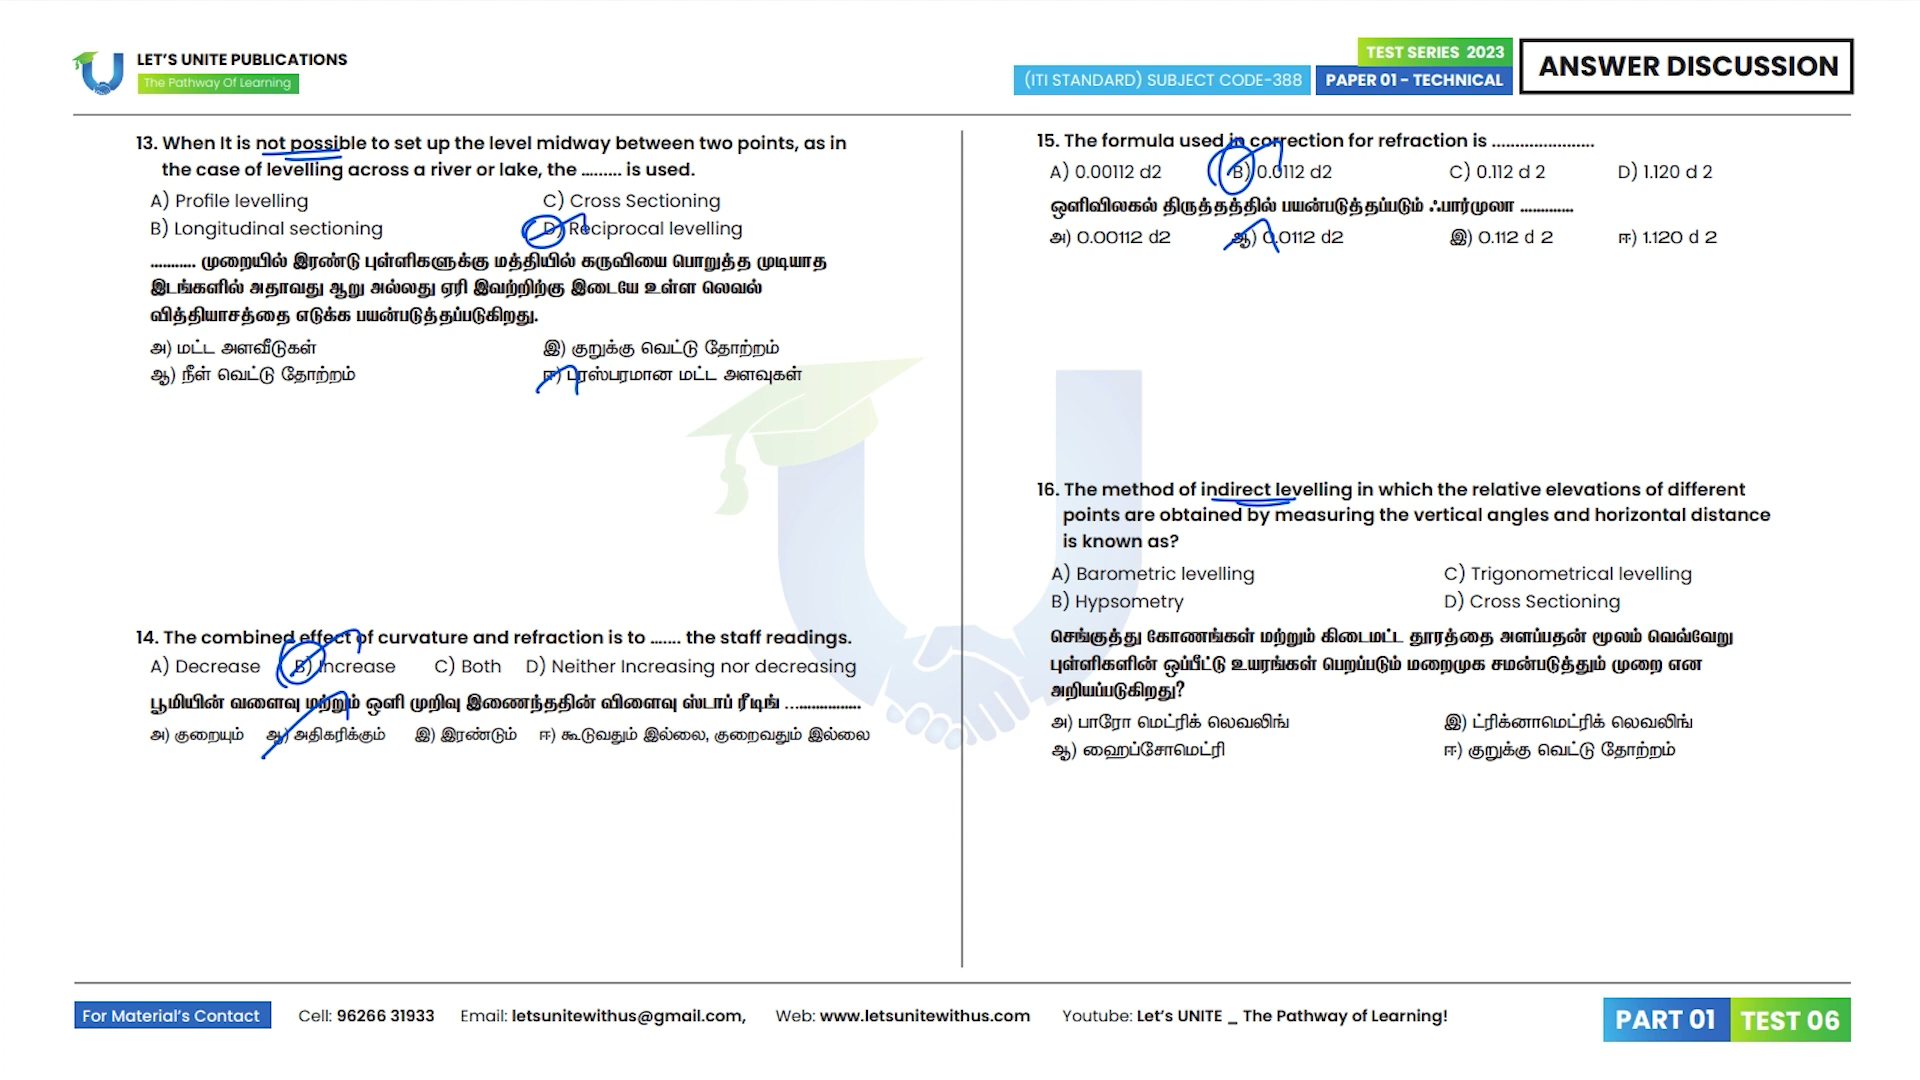 LET'S UNITE PUBLICATIONS
The Pathway Of Learning
TEST SERIES 2023
(ITI STANDARD) SUBJECT CODE-388
PAPER 01 - TECHNICAL
ANSWER DISCUSSION
13. When It is not possible to set up the level midway between two points, as in
the case of levelling across a river or lake, the ......... is used.
A) Profile levelling
C) Cross Sectioning
B) Longitudinal sectioning
D) Reciprocal levelling
........... முறையில் இரண்டு புள்ளிகளுக்கு மத்தியில் கருவியை பொறுத்த முடியாத
இடங்களில் அதாவது ஆறு அல்லது ஏரி இவற்றிற்கு இடையே உள்ள லெவல்
வித்தியாசத்தை எடுக்க பயன்படுத்தப்படுகிறது.
அ) மட்ட அளவீடுகள்
இ) குறுக்கு வெட்டு தோற்றம்
ஆ) நீள் வெட்டு தோற்றம்
ஈ) பரஸ்பரமான மட்ட அளவுகள்
14. The combined effect of curvature and refraction is to ....... the staff readings.
A) Decrease B) Increase C) Both D) Neither Increasing nor decreasing
பூமியின் வளைவு மற்றும் ஒளி முறிவு இணைந்ததின் விளைவு ஸ்டாப் ரீடிங் ..................
அ) குறையும் ஆ) அதிகரிக்கும் இ) இரண்டும் ஈ) கூடுவதும் இல்லை, குறைவதும் இல்லை
15. The formula used in correction for refraction is .......................
A) 0.00112 d2 B) 0.0112 d2 C) 0.112 d 2 D) 1.120 d 2
ஒளிவிலகல் திருத்தத்தில் பயன்படுத்தப்படும் ஃபார்முலா .............
அ) 0.00112 d2 ஆ) 0.0112 d2 இ) 0.112 d 2 ஈ) 1.120 d 2
16. The method of indirect levelling in which the relative elevations of different
points are obtained by measuring the vertical angles and horizontal distance
is known as?
A) Barometric levelling
C) Trigonometrical levelling
B) Hypsometry
D) Cross Sectioning
செங்குத்து கோணங்கள் மற்றும் கிடைமட்ட தூரத்தை அளப்பதன் மூலம் வெவ்வேறு
புள்ளிகளின் ஒப்பீட்டு உயரங்கள் பெறப்படும் மறைமுக சமன்படுத்தும் முறை என
அறியப்படுகிறது?
அ) பாரோ மெட்ரிக் லெவலிங்
இ) ட்ரிக்னாமெட்ரிக் லெவலிங்
ஆ) ஹைப்சோமெட்ரி
ஈ) குறுக்கு வெட்டு தோற்றம்
For Material's Contact
Cell: 96266 31933 Email: letsunitewithus@gmail.com, Web: www.letsunitewithus.com Youtube: Let's UNITE _ The Pathway of Learning!
PART 01 TEST 06